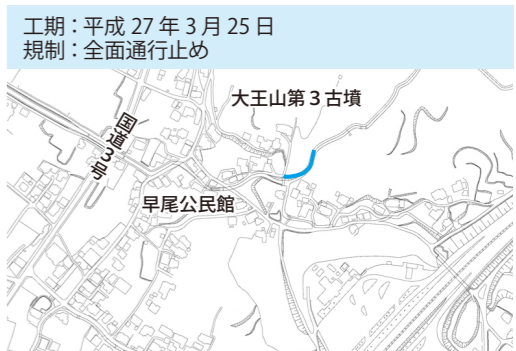 工期：平成 27 年 3 月 25 日
規制：全面通行止め
大王山第３古墳
国道３号
早尾公民館